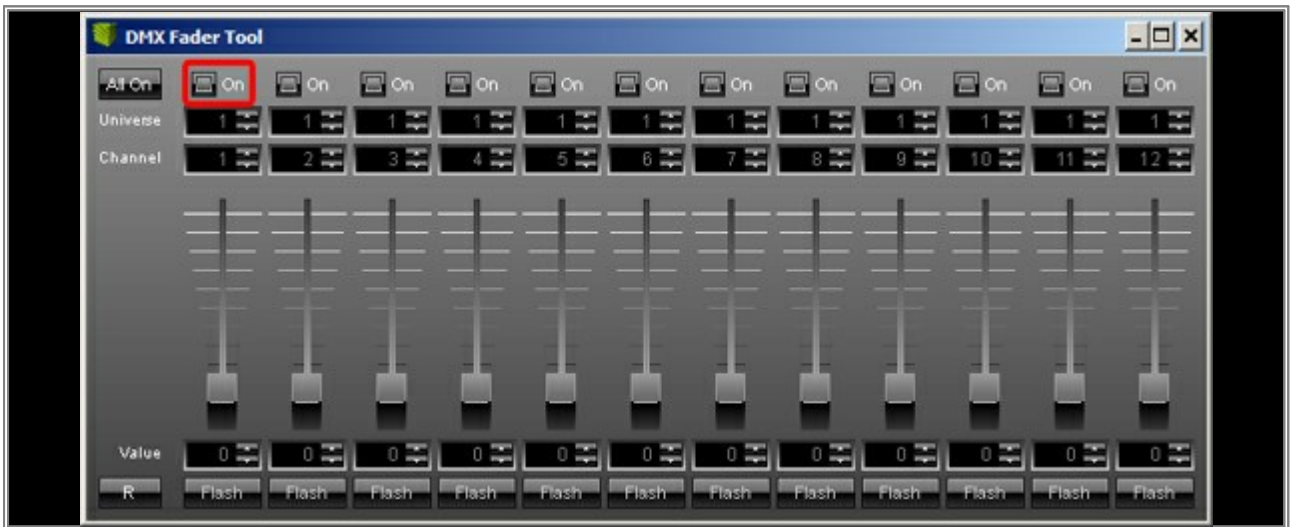 DMX Fader Tool
All On On On On On On On On On On On On On
Universe 1 1 1 1 1 1 1 1 1 1 1 1
Channel 1 2 3 4 5 6 7 8 9 10 11 12
Value 0 0 0 0 0 0 0 0 0 0 0 0
R Flash Flash Flash Flash Flash Flash Flash Flash Flash Flash Flash Flash